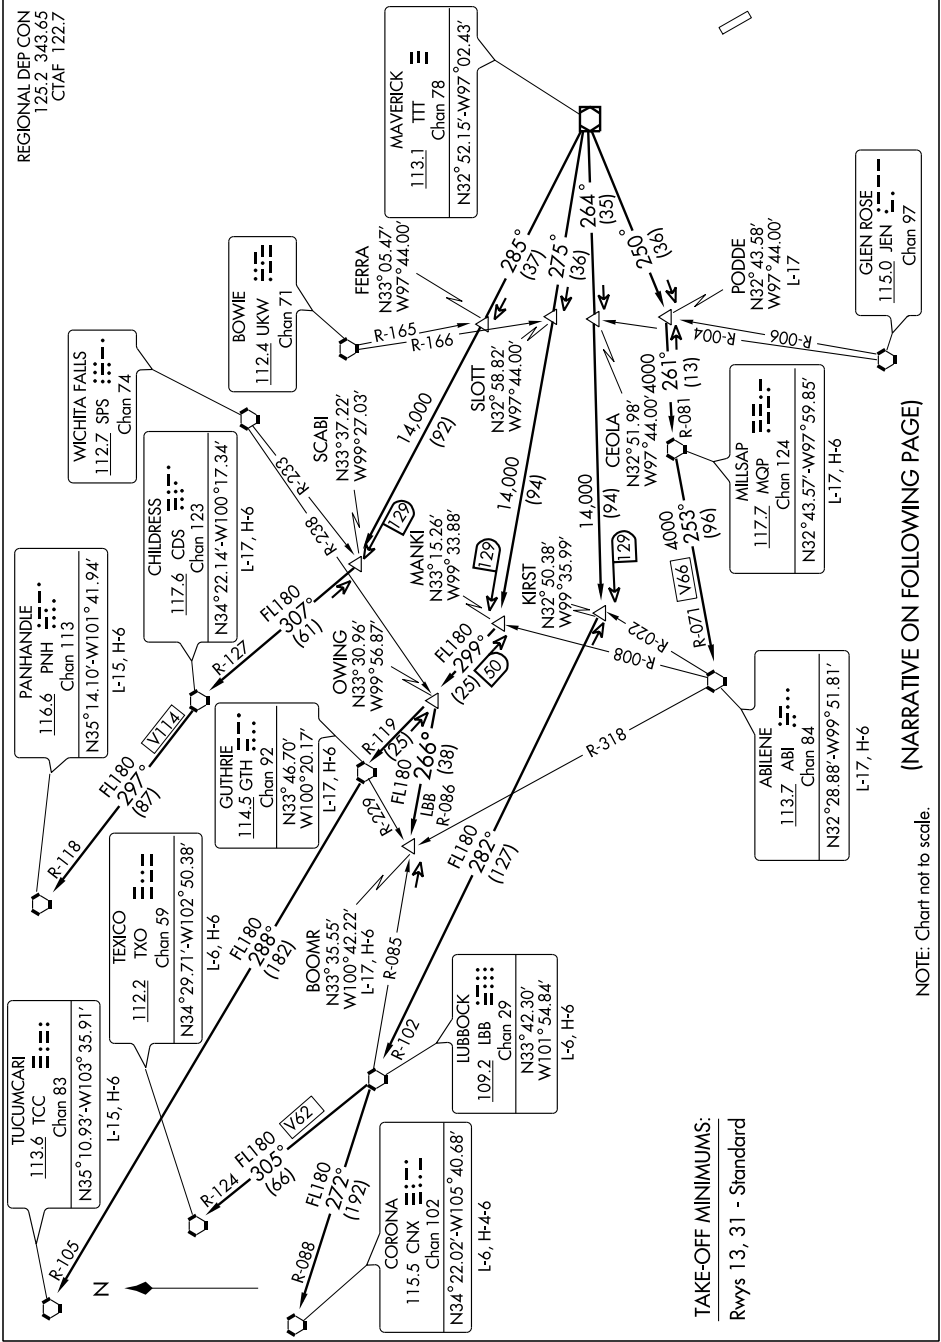 REGIONAL DEP CON
125.2 343.65
CTAF 122.7
MAVERICK
113.1 TTT
Chan 78
N32°52.15'-W97°02.43'
BOWIE
112.4 UKW
Chan 71
WICHITA FALLS
112.7 SPS
Chan 74
CHILDRESS
117.6 CDS
Chan 123
N34°22.14'-W100°17.34'
L-17, H-6
PANHANDLE
116.6 PNH
Chan 113
N35°14.10'-W101°41.94'
L-15, H-6
TEXICO
112.2 TXO
Chan 59
N34°29.71'-W102°50.38'
L-6, H-6
TUCUMCARI
113.6 TCC
Chan 83
N35°10.93'-W103°35.91'
L-15, H-6
GUTHRIE
114.5 GTH
Chan 92
N33°46.70'
W100°20.17'
L-17, H-6
LUBBOCK
109.2 LBB
Chan 29
N33°42.30'
W101°54.84'
L-6, H-6
CORONA
115.5 CNX
Chan 102
N34°22.02'-W105°40.68'
L-6, H-4-6
ABILENE
113.7 ABI
Chan 84
N32°28.88'-W99°51.81'
L-17, H-6
MILLSAP
117.7 MQP
Chan 124
N32°43.57'-W97°59.85'
L-17, H-6
GLEN ROSE
115.0 JEN
Chan 97
FERRA
N33°05.47'
W97°44.00'
SLOTT
N32°58.82'
W97°44.00'
CEOLA
N32°51.98'
W97°44.00'
PODDE
N32°43.58'
W97°44.00'
L-17
SCABI
N33°37.22'
W99°27.03'
MANKI
N33°15.26'
W99°33.88'
KIRST
N32°50.38'
W99°35.99'
OWING
N33°30.96'
W99°56.87'
BOOMR
N33°35.55'
W100°42.22'
L-17, H-6
285°
(37)
275°
(36)
264°
(35)
250°
(36)
R-165
R-166
R-004
R-006
14,000
(92)
14,000
(94)
14,000
(94)
129
129
129
4000
261°
(13)
R-081
4000
253°
(96)
V66
R-071
R-022
R-008
R-318
R-233
R-238
FL180
307°
(61)
R-127
V114
FL180
297°
(87)
R-118
FL180
299°
(25)
50
R-119
(25)
FL180
266°
(38)
LBB
R-086
R-229
R-085
FL180
282°
(127)
R-102
FL180
288°
(182)
R-105
FL180
305°
(66)
V62
R-124
FL180
272°
(192)
R-088
N
TAKE-OFF MINIMUMS:
Rwys 13, 31 - Standard
(NARRATIVE ON FOLLOWING PAGE)
NOTE: Chart not to scale.